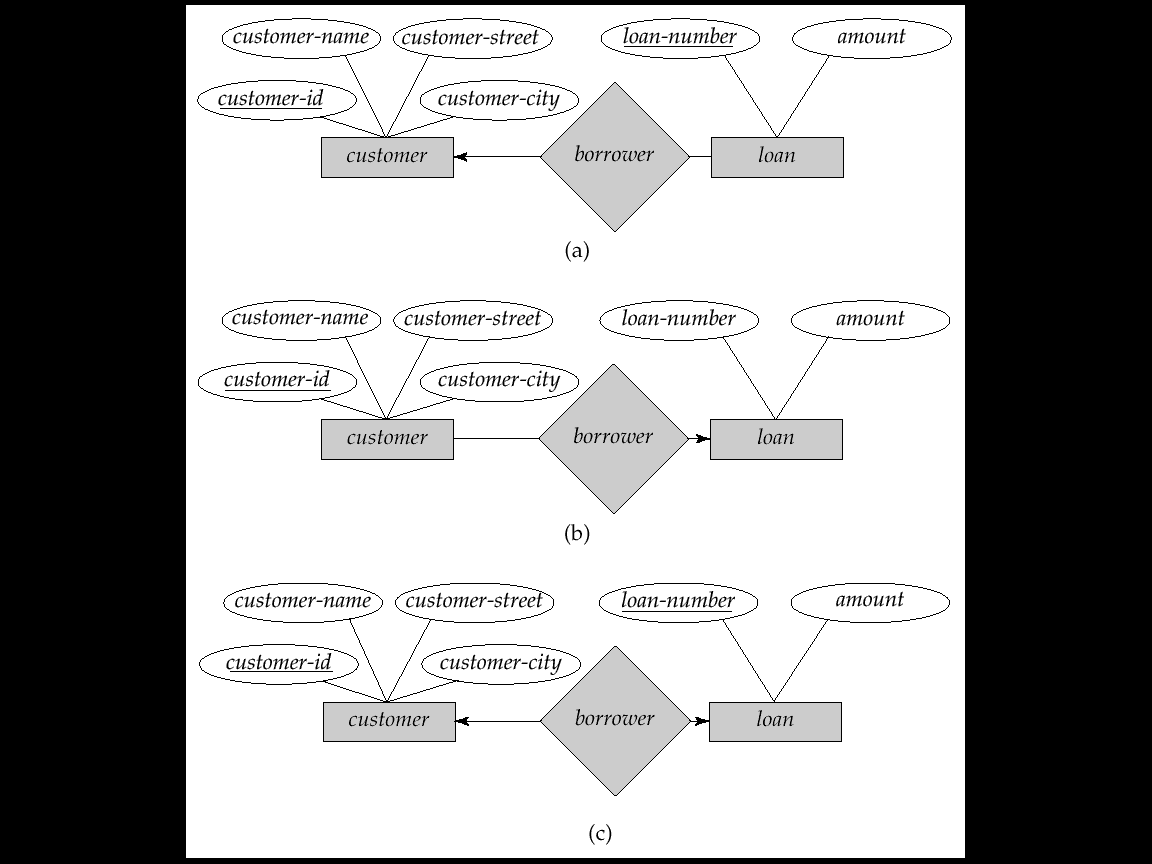 customer-name customer-street loan-number amount
customer-id customer-city
customer borrower loan
(a)
customer-name customer-street loan-number amount
customer-id customer-city
customer borrower loan
(b)
customer-name customer-street loan-number amount
customer-id customer-city
customer borrower loan
(c)